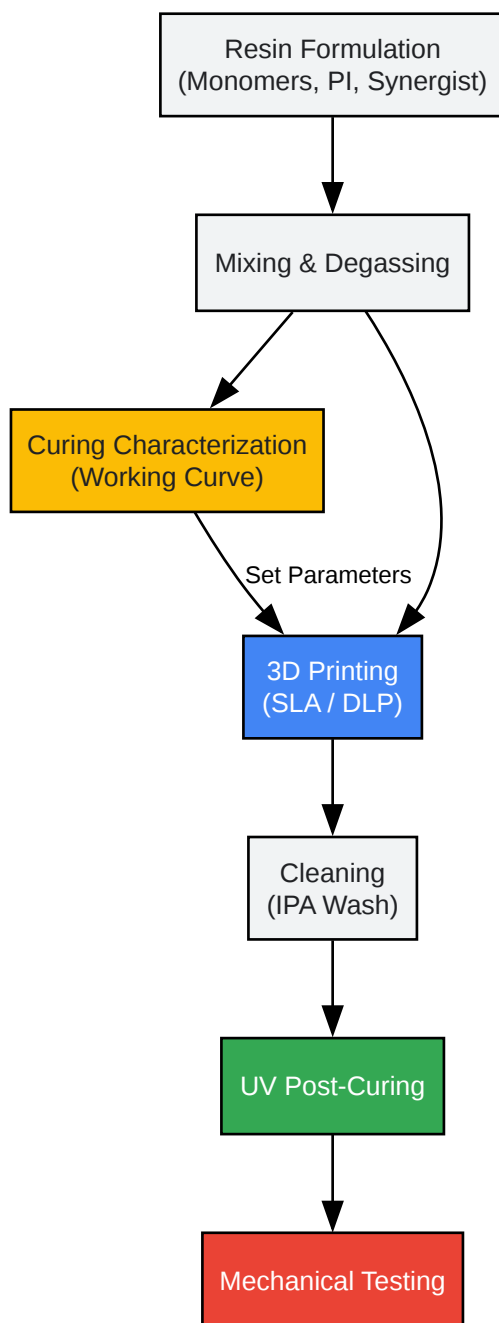 Resin Formulation
(Monomers, PI, Synergist)
Mixing & Degassing
Curing Characterization
(Working Curve)
Set Parameters
3D Printing
(SLA / DLP)
Cleaning
(IPA Wash)
UV Post-Curing
Mechanical Testing